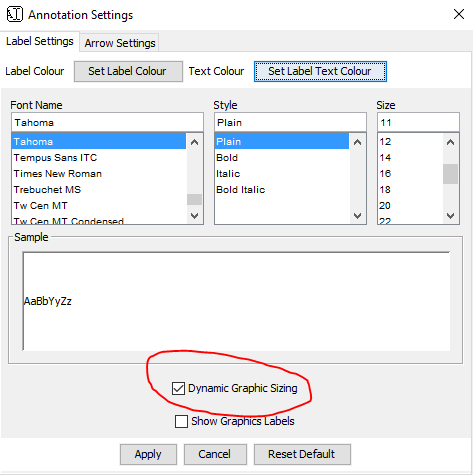 Annotation Settings
Label Settings Arrow Settings
Label Colour Set Label Colour Text Colour Set Label Text Colour
Font Name Style Size
Tahoma Plain 11
Tahoma Plain 12
Tempus Sans ITC Bold 14
Times New Roman Italic 16
Trebuchet MS Bold Italic 18
Tw Cen MT 20
Tw Cen MT Condensed 22
Sample
AaBbYyZz
Dynamic Graphic Sizing
Show Graphics Labels
Apply Cancel Reset Default